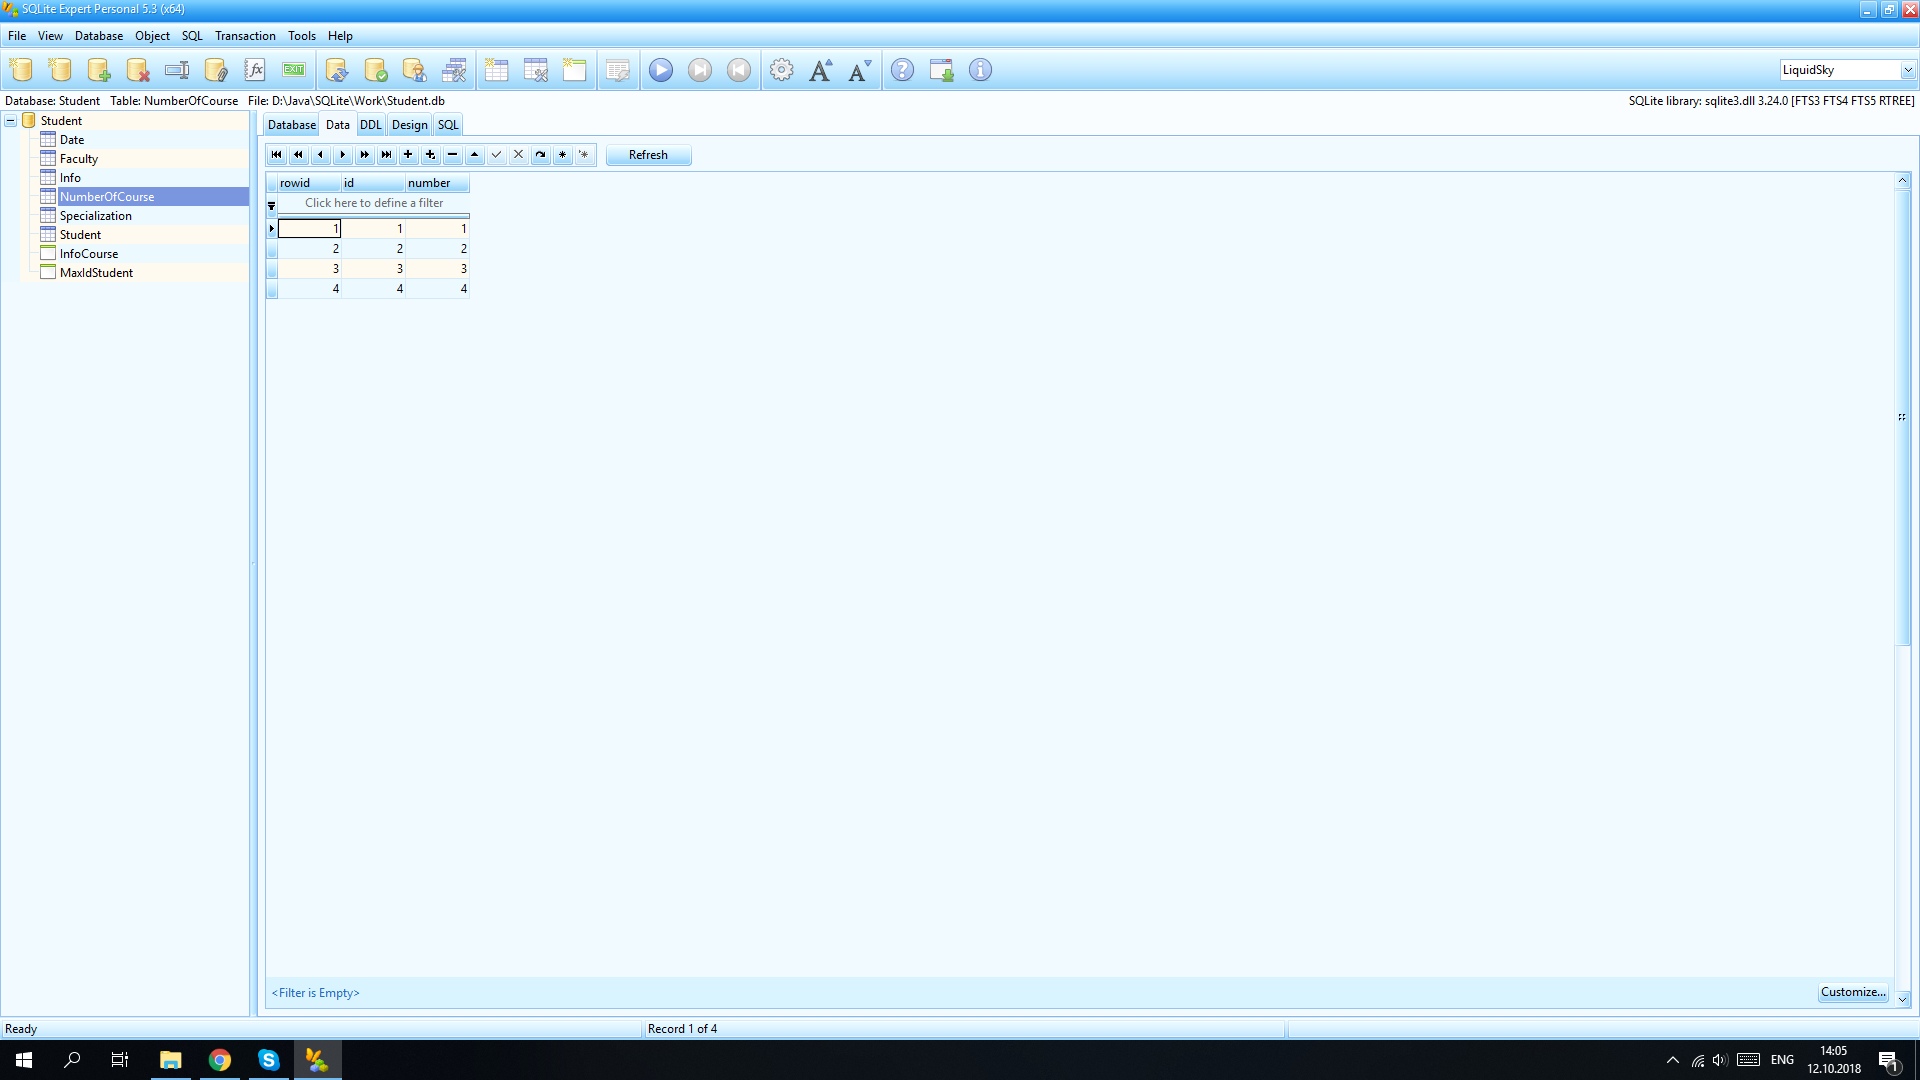 SQLite Expert Personal 5.3 (x64)
File View Database Object SQL Transaction Tools Help
EXIT
LiquidSky
Database: Student Table: NumberOfCourse File: D:\Java\SQLite\Work\Student.db
SQLite library: sqlite3.dll 3.24.0 [FTS3 FTS4 FTS5 RTREE]
Student
Date
Faculty
Info
NumberOfCourse
Specialization
Student
InfoCourse
MaxIdStudent
Database Data DDL Design SQL
Refresh
rowid id number
Click here to define a filter
1 1 1
2 2 2
3 3 3
4 4 4
<Filter is Empty>
Customize...
Ready
Record 1 of 4
ENG
14:05
12.10.2018
1